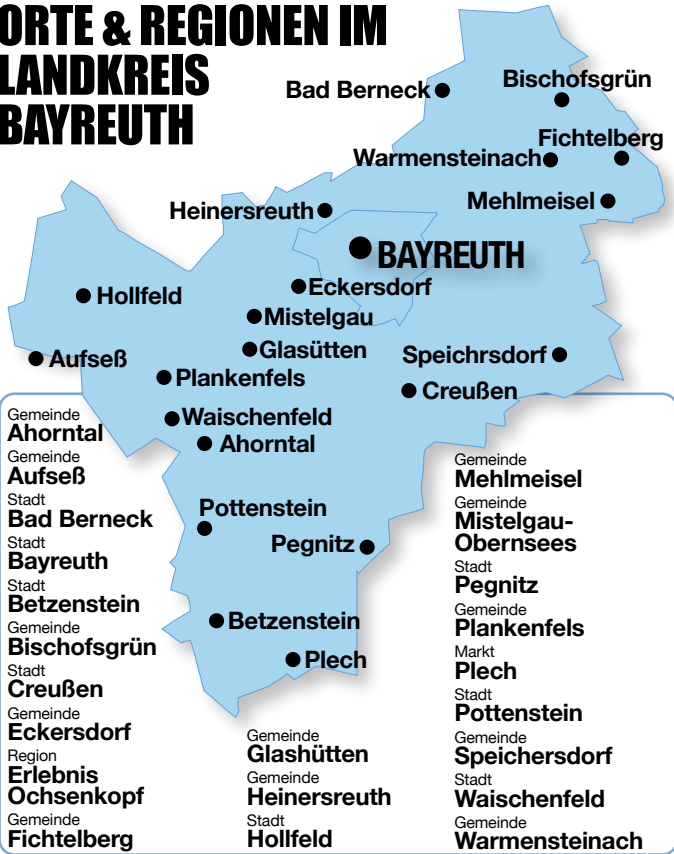 ORTE & REGIONEN IM
LANDKREIS
BAYREUTH
Bad Berneck
Bischofsgrün
Fichtelberg
Warmensteinach
Mehlmeisel
Heinersreuth
BAYREUTH
Eckersdorf
Hollfeld
Mistelgau
Glasütten
Speichrsdorf
Aufseß
Plankenfels
Creußen
Waischenfeld
Ahorntal
Pottenstein
Pegnitz
Betzenstein
Plech
Gemeinde
Ahorntal
Gemeinde
Aufseß
Stadt
Bad Berneck
Stadt
Bayreuth
Stadt
Betzenstein
Gemeinde
Bischofsgrün
Stadt
Creußen
Gemeinde
Eckersdorf
Region
Erlebnis
Ochsenkopf
Gemeinde
Fichtelberg
Gemeinde
Glashütten
Gemeinde
Heinersreuth
Stadt
Hollfeld
Gemeinde
Mehlmeisel
Gemeinde
Mistelgau-
Obernsees
Stadt
Pegnitz
Gemeinde
Plankenfels
Markt
Plech
Stadt
Pottenstein
Gemeinde
Speichersdorf
Stadt
Waischenfeld
Gemeinde
Warmensteinach